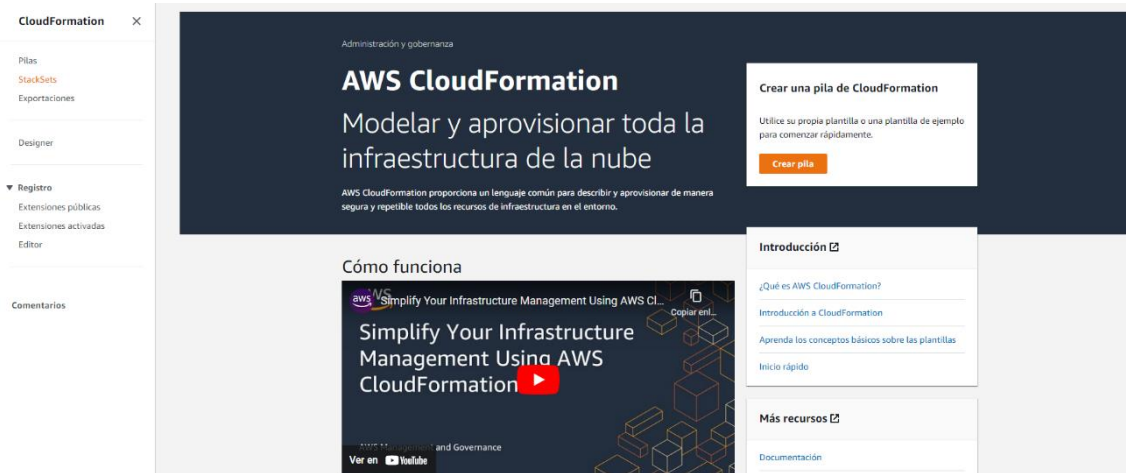 CloudFormation
Pilas
StackSets
Exportaciones
Designer
Registro
Extensiones públicas
Extensiones activadas
Editor
Comentarios
Administración y gobernanza
AWS CloudFormation
Modelar y aprovisionar toda la
infraestructura de la nube
AWS CloudFormation proporciona un lenguaje común para describir y aprovisionar de manera
segura y repetible todos los recursos de infraestructura en el entorno.
Crear una pila de CloudFormation
Utilice su propia plantilla o una plantilla de ejemplo
para comenzar rápidamente.
Crear pila
Cómo funciona
aws
Simplify Your Infrastructure Management Using AWS Cl...
Copiar enl...
Simplify Your Infrastructure
Management Using AWS
CloudFormation
AWS Management and Governance
Ver en YouTube
Introducción
¿Qué es AWS CloudFormation?
Introducción a CloudFormation
Aprenda los conceptos básicos sobre las plantillas
Inicio rápido
Más recursos
Documentación